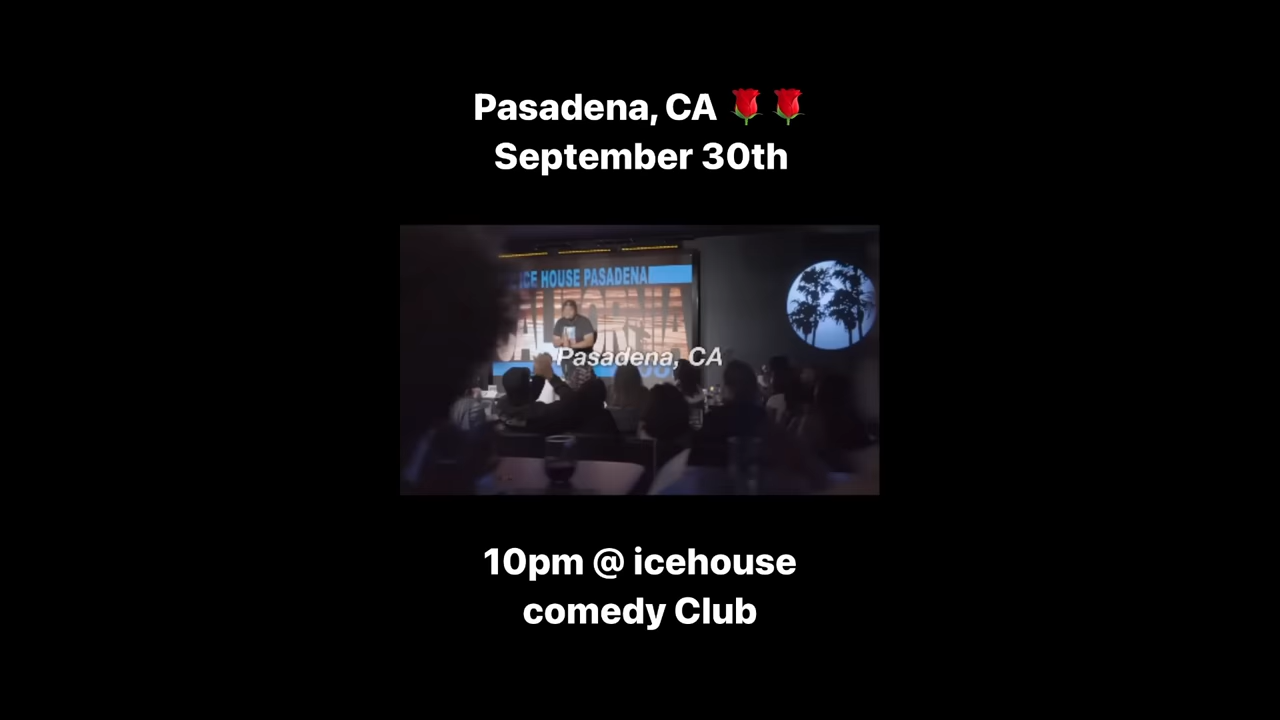 Pasadena, CA 🌹🌹
September 30th
ICE HOUSE PASADENA
Pasadena, CA
10pm @ icehouse
comedy Club